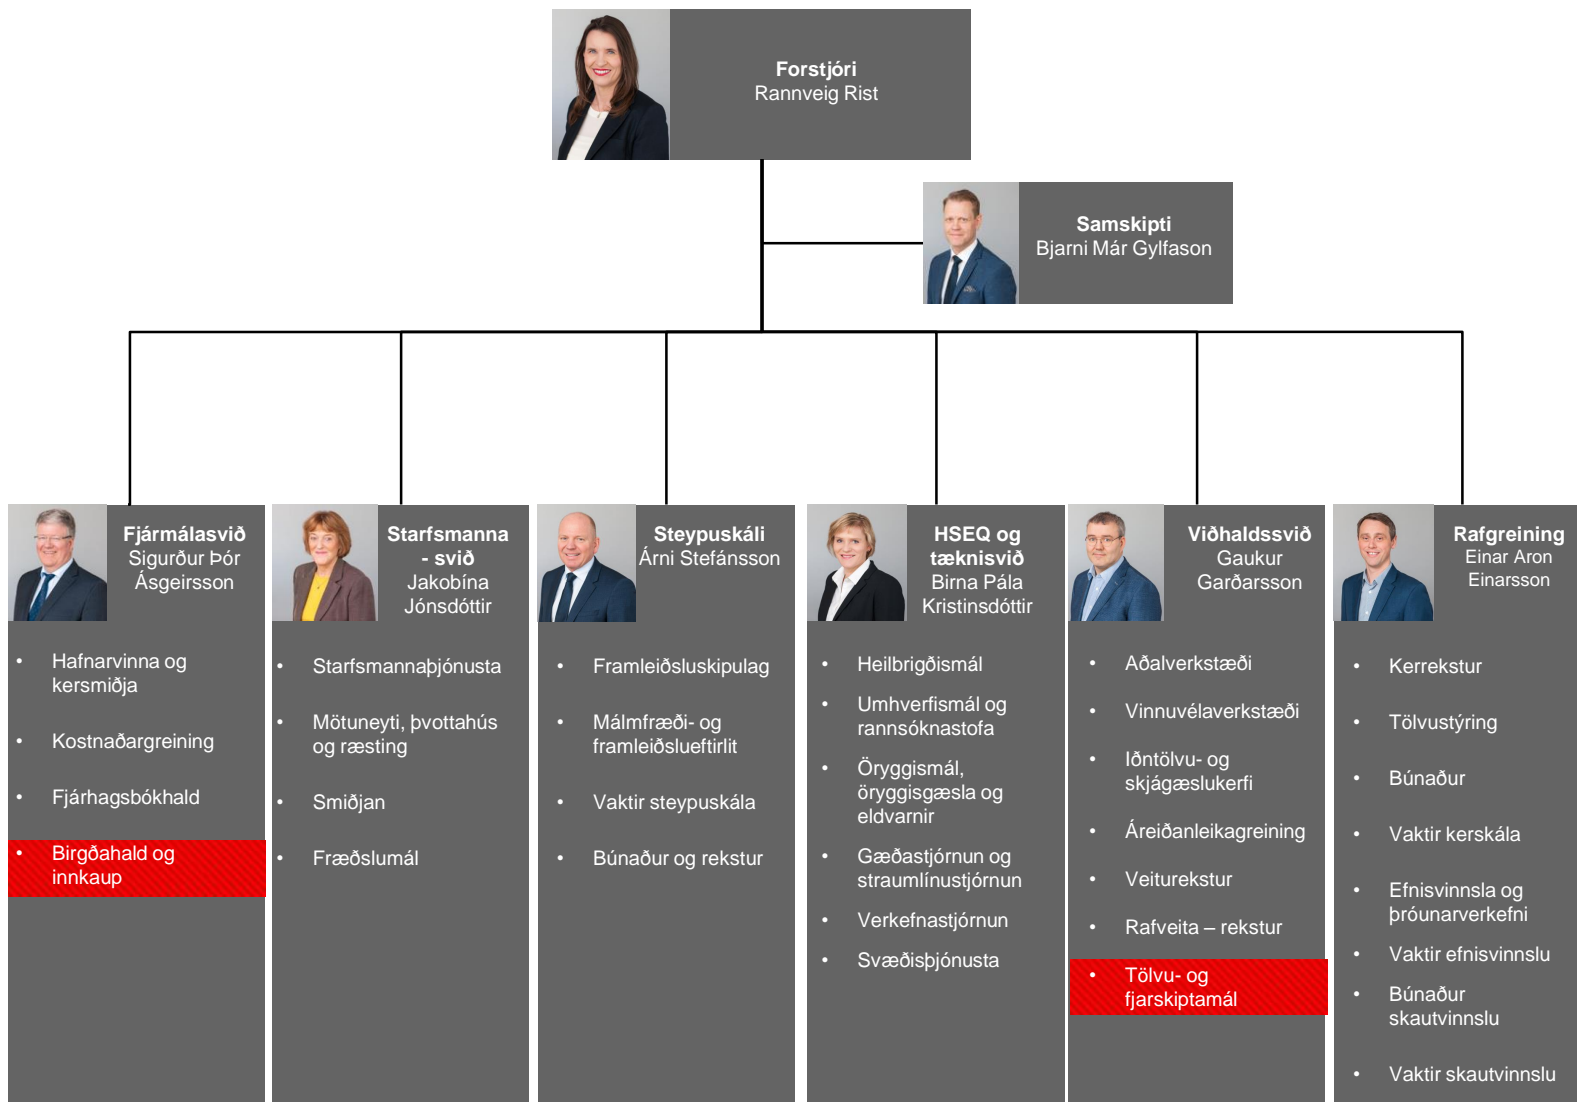 Forstjóri
Rannveig Rist
Samskipti
Bjarni Már Gylfason
Fjármálasvið
Sigurður Þór
Ásgeirsson
• Hafnarvinna og
kersmiðja
• Kostnaðargreining
• Fjárhagsbókhald
• Birgðahald og
innkaup
Starfsmanna
- svið
Jakobína
Jónsdóttir
• Starfsmannaþjónusta
• Mötuneyti, þvottahús
og ræsting
• Smiðjan
• Fræðslumál
Steypuskáli
Árni Stefánsson
• Framleiðsluskipulag
• Málmfræði- og
framleiðslueftirlit
• Vaktir steypuskála
• Búnaður og rekstur
HSEQ og
tæknisvið
Birna Pála
Kristinsdóttir
• Heilbrigðismál
• Umhverfismál og
rannsóknastofa
• Öryggismál,
öryggisgæsla og
eldvarnir
• Gæðastjórnun og
straumlínustjórnun
• Verkefnastjórnun
• Svæðisþjónusta
Viðhaldssvið
Gaukur
Garðarsson
• Aðalverkstæði
• Vinnuvélaverkstæði
• Iðntölvu- og
skjágæslukerfi
• Áreiðanleikagreining
• Veiturekstur
• Rafveita – rekstur
• Tölvu- og
fjarskiptamál
Rafgreining
Einar Aron
Einarsson
• Kerrekstur
• Tölvustýring
• Búnaður
• Vaktir kerskála
• Efnisvinnsla og
þróunarverkefni
• Vaktir efnisvinnslu
• Búnaður
skautvinnslu
• Vaktir skautvinnslu